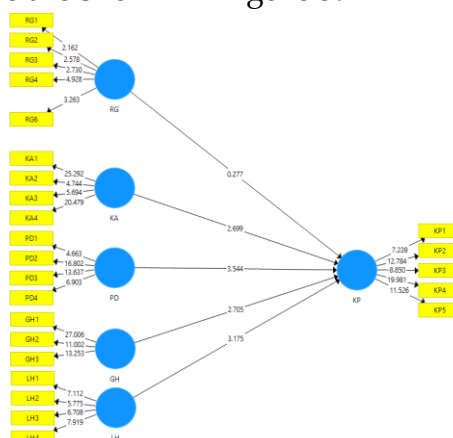 RG1
RG2
RG3
RG4
RG6
2.162
2.578
2.730
4.928
3.263
RG
0.277
KA1
KA2
KA3
KA4
25.292
4.744
5.694
20.479
KA
2.699
PD1
PD2
PD3
PD4
4.663
16.802
13.637
6.903
PD
3.544
GH1
GH2
GH3
27.006
11.002
13.253
GH
2.705
LH1
LH2
LH3
LH4
7.112
5.775
6.708
7.919
LH
3.175
KP
7.239
12.784
8.850
19.981
11.526
KP1
KP2
KP3
KP4
KP5